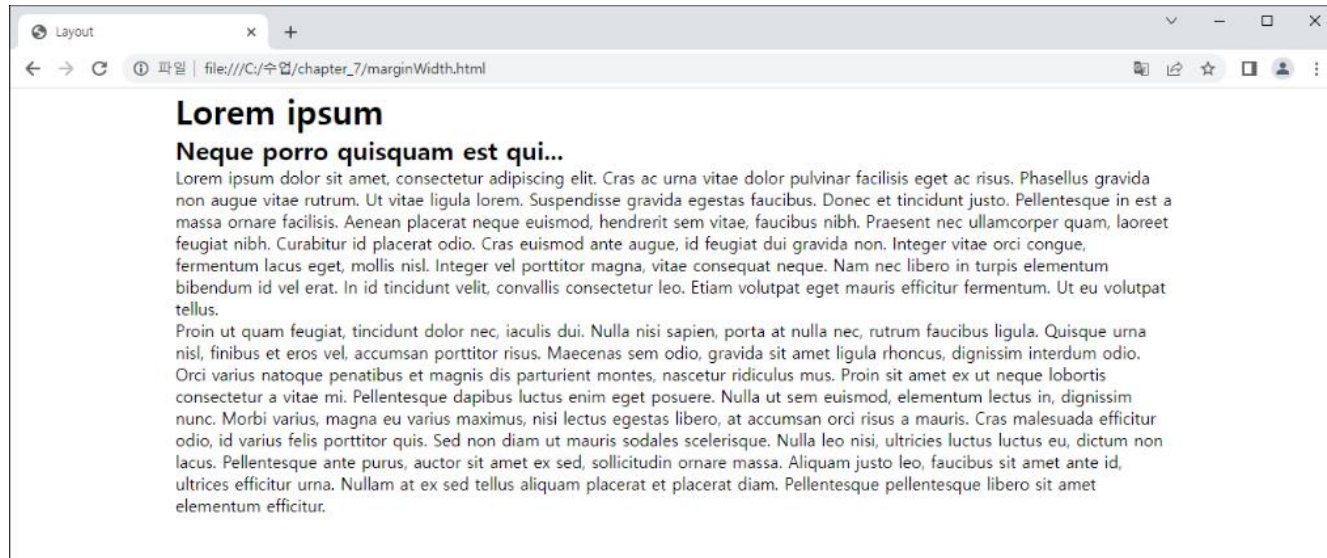 Layout
파일 file:///C:/수업/chapter_7/marginWidth.html
Lorem ipsum
Neque porro quisquam est qui...
Lorem ipsum dolor sit amet, consectetur adipiscing elit. Cras ac urna vitae dolor pulvinar facilisis eget ac risus. Phasellus gravida
non augue vitae rutrum. Ut vitae ligula lorem. Suspendisse gravida egestas faucibus. Donec et tincidunt justo. Pellentesque in est a
massa ornare facilisis. Aenean placerat neque euismod, hendrerit sem vitae, faucibus nibh. Praesent nec ullamcorper quam, laoreet
feugiat nibh. Curabitur id placerat odio. Cras euismod ante augue, id feugiat dui gravida non. Integer vitae orci congue,
fermentum lacus eget, mollis nisl. Integer vel porttitor magna, vitae consequat neque. Nam nec libero in turpis elementum
bibendum id vel erat. In id tincidunt velit, convallis consectetur leo. Etiam volutpat eget mauris efficitur fermentum. Ut eu volutpat
tellus.
Proin ut quam feugiat, tincidunt dolor nec, iaculis dui. Nulla nisi sapien, porta at nulla nec, rutrum faucibus ligula. Quisque urna
nisl, finibus et eros vel, accumsan porttitor risus. Maecenas sem odio, gravida sit amet ligula rhoncus, dignissim interdum odio.
Orci varius natoque penatibus et magnis dis parturient montes, nascetur ridiculus mus. Proin sit amet ex ut neque lobortis
consectetur a vitae mi. Pellentesque dapibus luctus enim eget posuere. Nulla ut sem euismod, elementum lectus in, dignissim
nunc. Morbi varius, magna eu varius maximus, nisi lectus egestas libero, at accumsan orci risus a mauris. Cras malesuada efficitur
odio, id varius felis porttitor quis. Sed non diam ut mauris sodales scelerisque. Nulla leo nisi, ultricies luctus luctus eu, dictum non
lacus. Pellentesque ante purus, auctor sit amet ex sed, sollicitudin ornare massa. Aliquam justo leo, faucibus sit amet ante id,
ultrices efficitur urna. Nullam at ex sed tellus aliquam placerat et placerat diam. Pellentesque pellentesque libero sit amet
elementum efficitur.